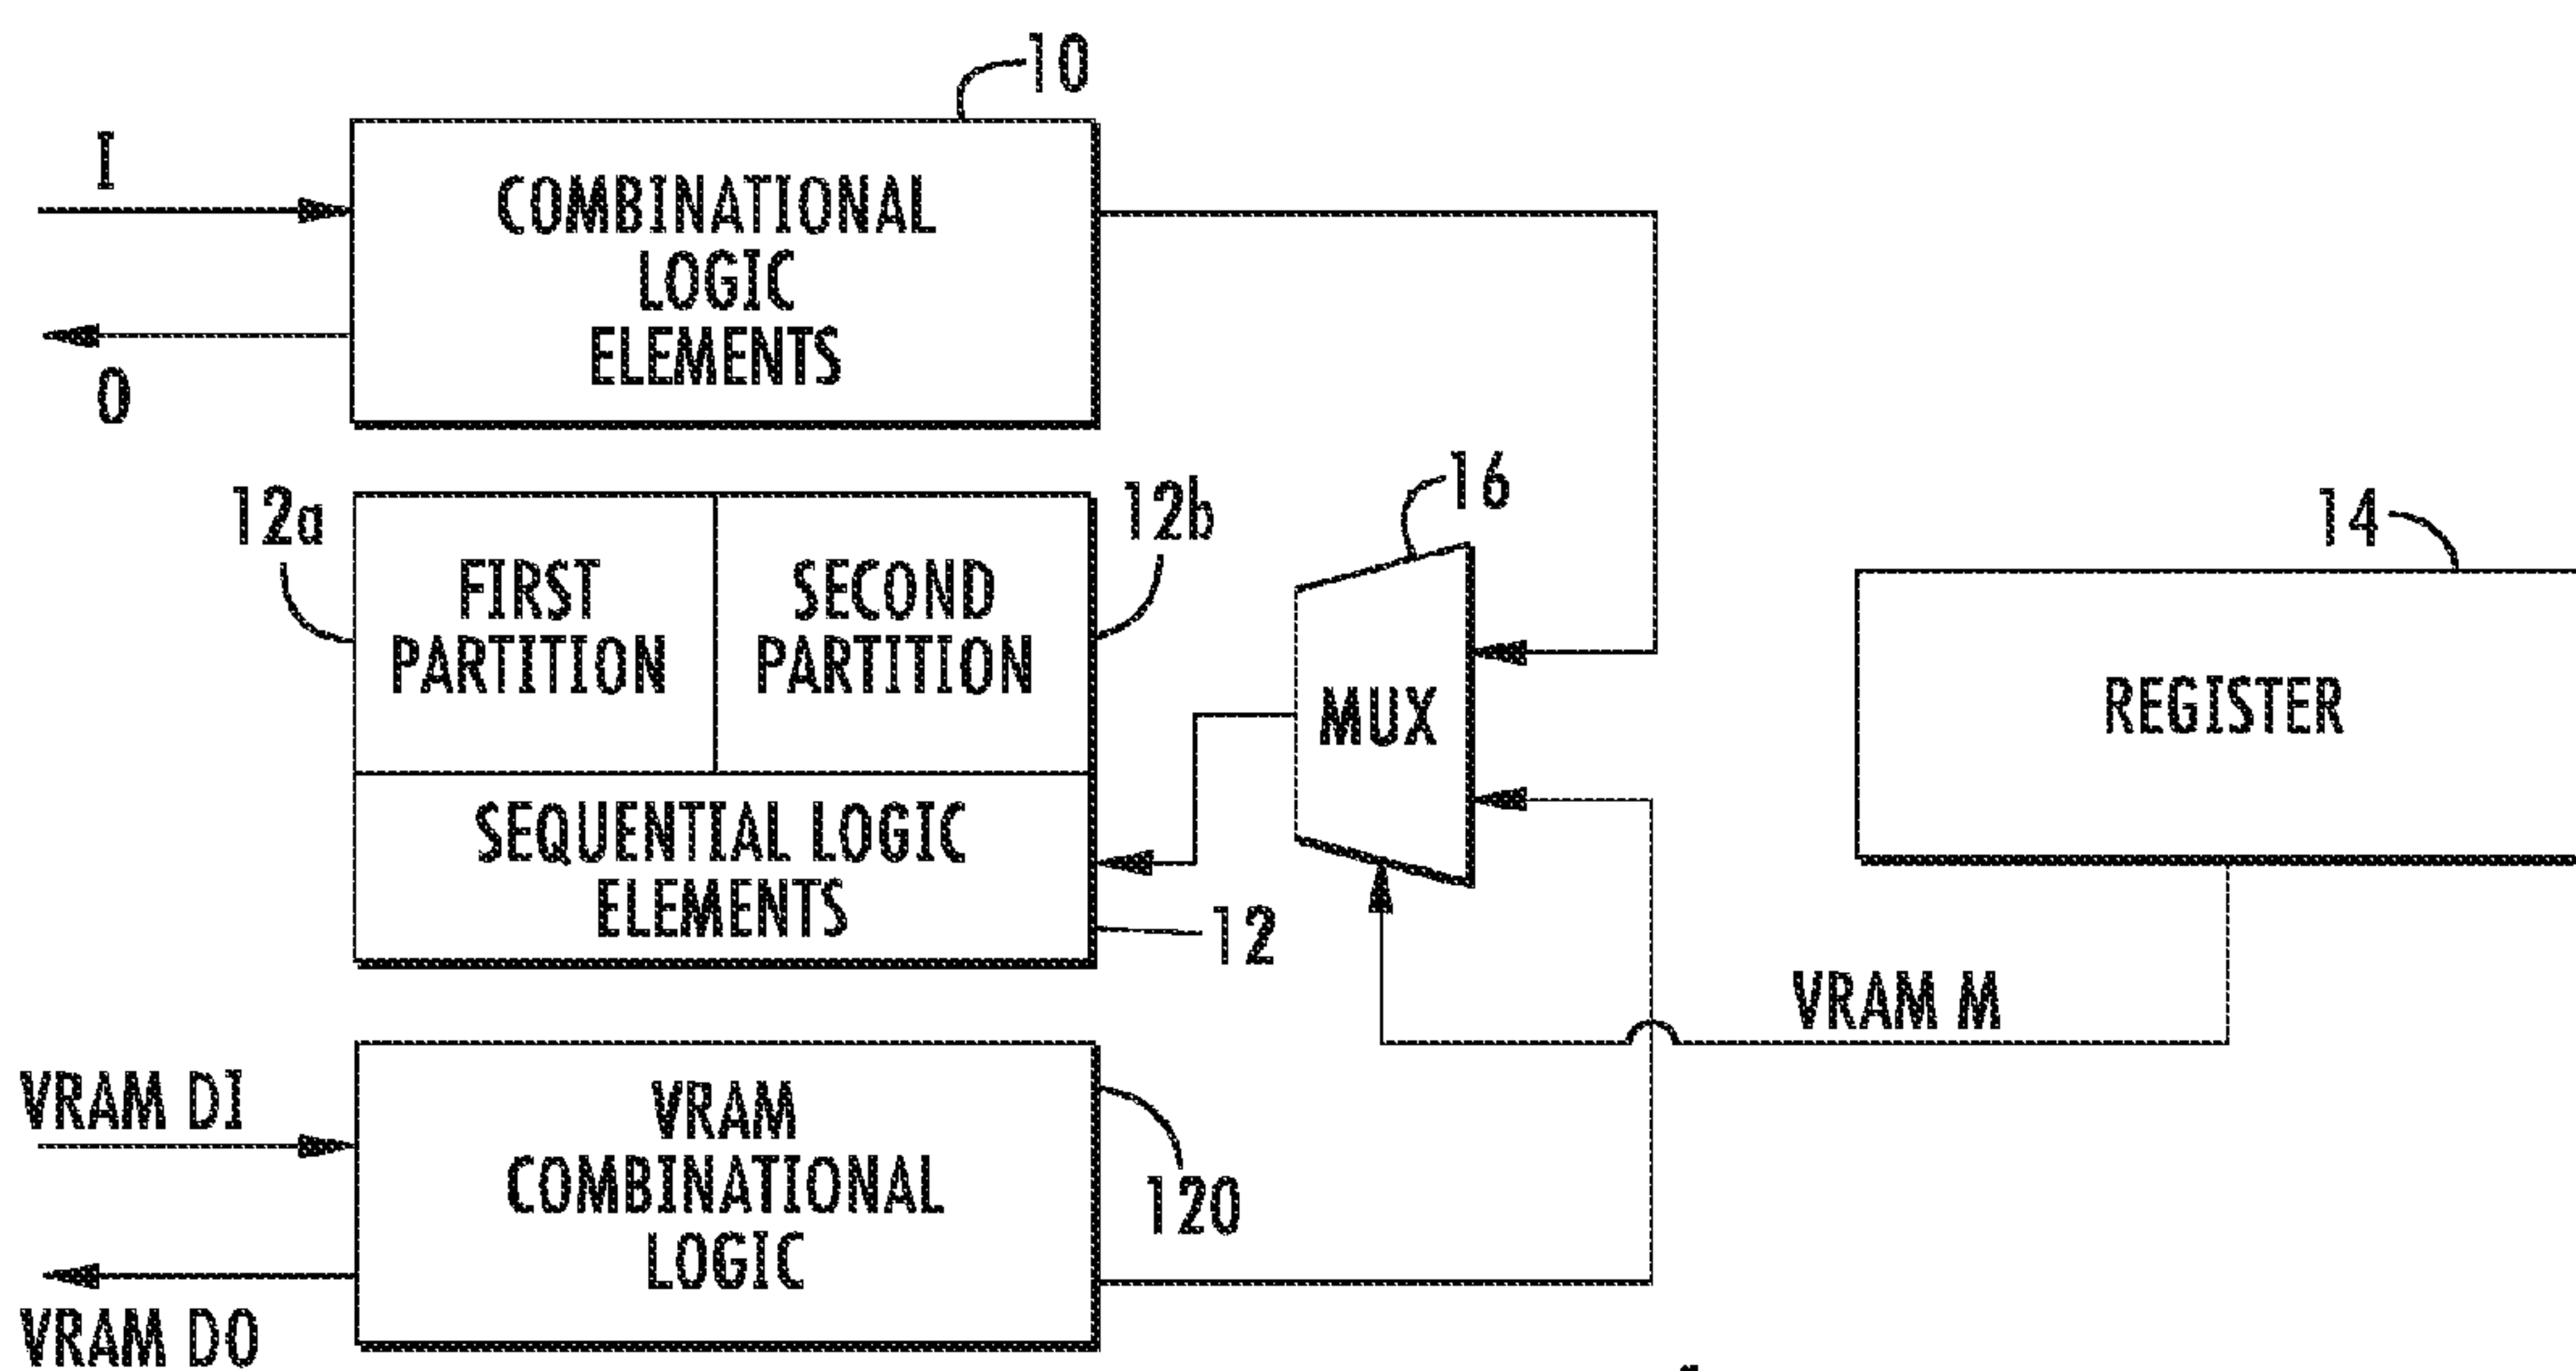 10
I
COMBINATIONAL
LOGIC
ELEMENTS
O
12a
FIRST
PARTITION
SECOND
PARTITION
12b
16
14
MUX
REGISTER
SEQUENTIAL LOGIC
ELEMENTS
12
VRAM M
VRAM DI
VRAM
COMBINATIONAL
LOGIC
120
VRAM DO